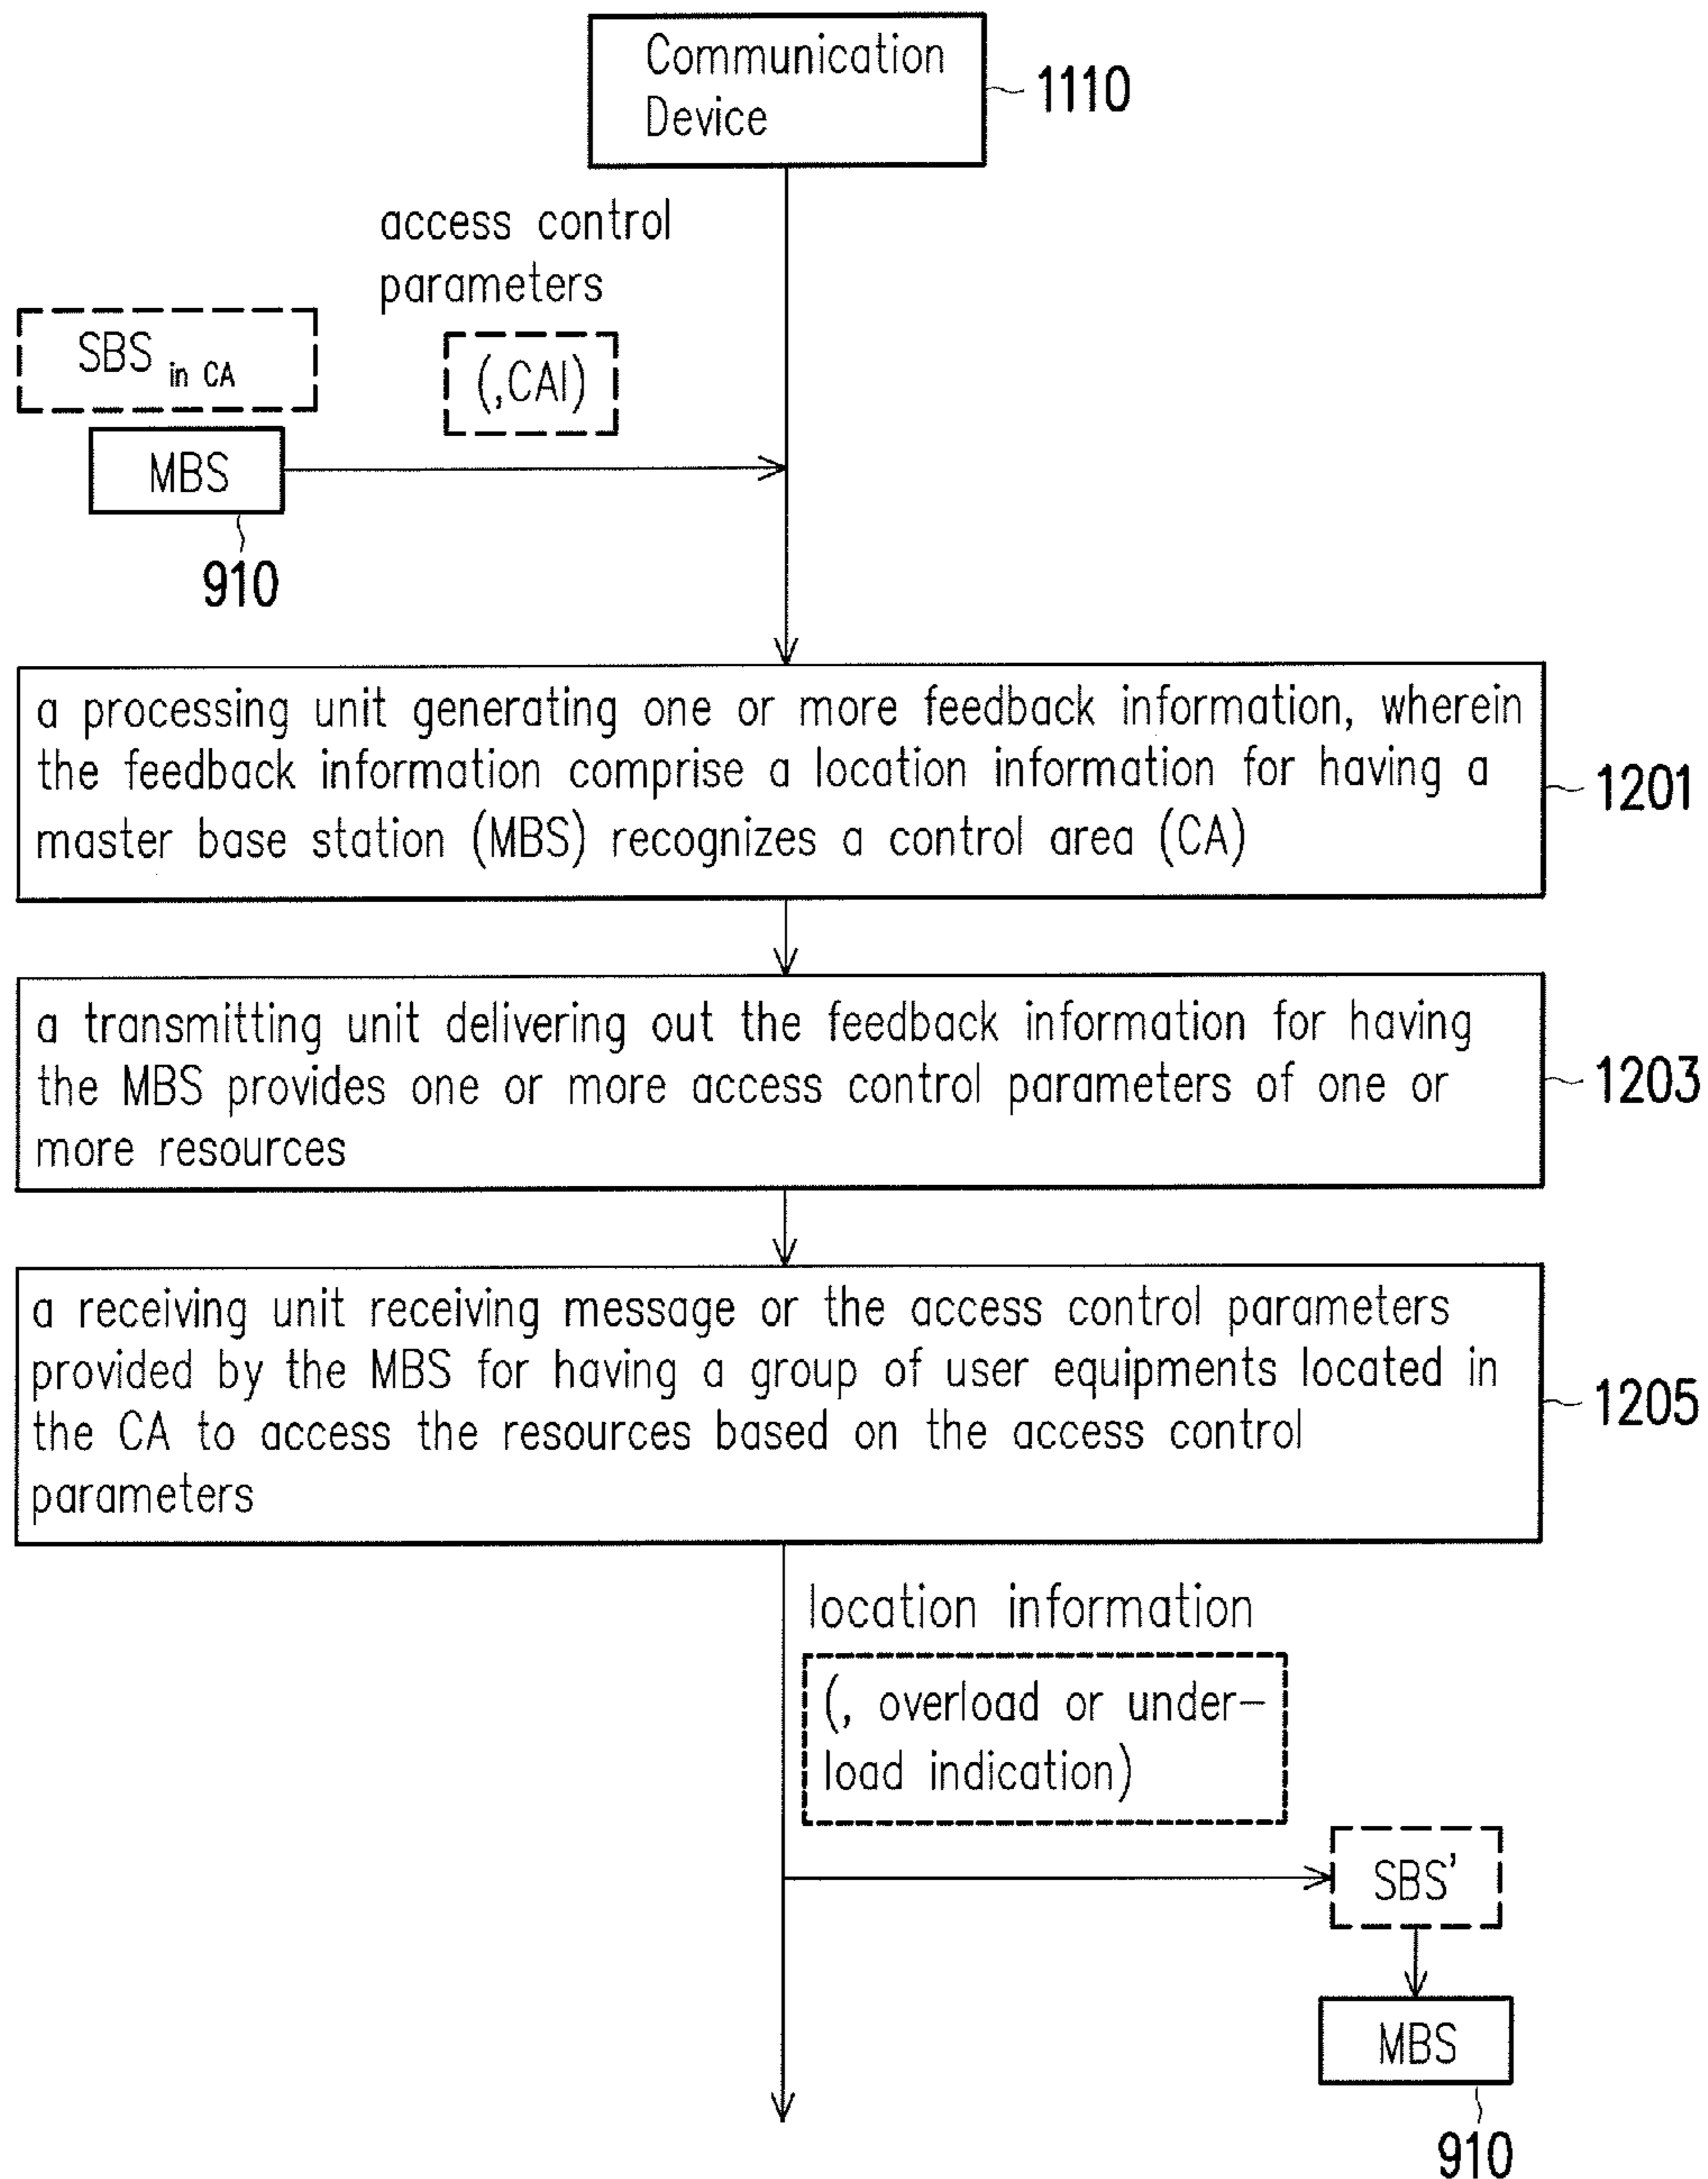 Communication
Device
1110
access control
parameters
(,CAI)
SBS in CA
MBS
910
a processing unit generating one or more feedback information, wherein
the feedback information comprise a location information for having a
master base station (MBS) recognizes a control area (CA)
1201
a transmitting unit delivering out the feedback information for having
the MBS provides one or more access control parameters of one or
more resources
1203
a receiving unit receiving message or the access control parameters
provided by the MBS for having a group of user equipments located in
the CA to access the resources based on the access control
parameters
1205
location information
(, overload or under-
load indication)
SBS'
MBS
910